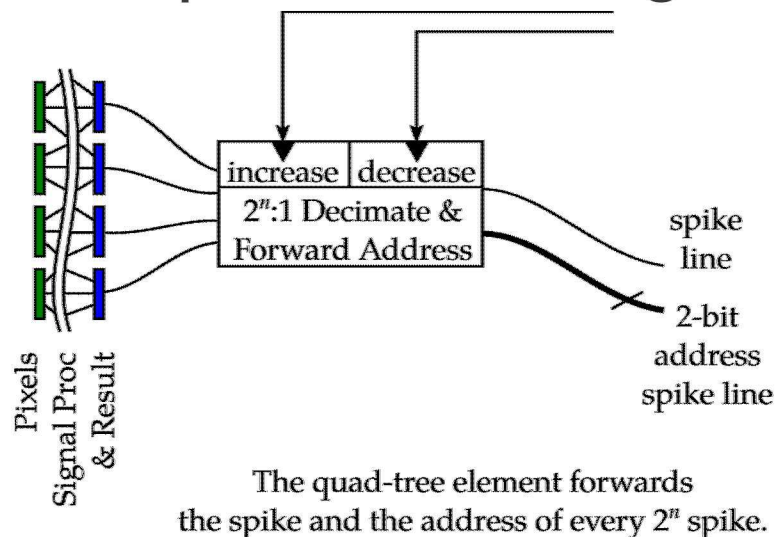 increase decrease
2ⁿ:1 Decimate &
Forward Address
spike
line
2-bit
address
spike line
Pixels
Signal Proc
& Result
The quad-tree element forwards
the spike and the address of every 2ⁿ spike.